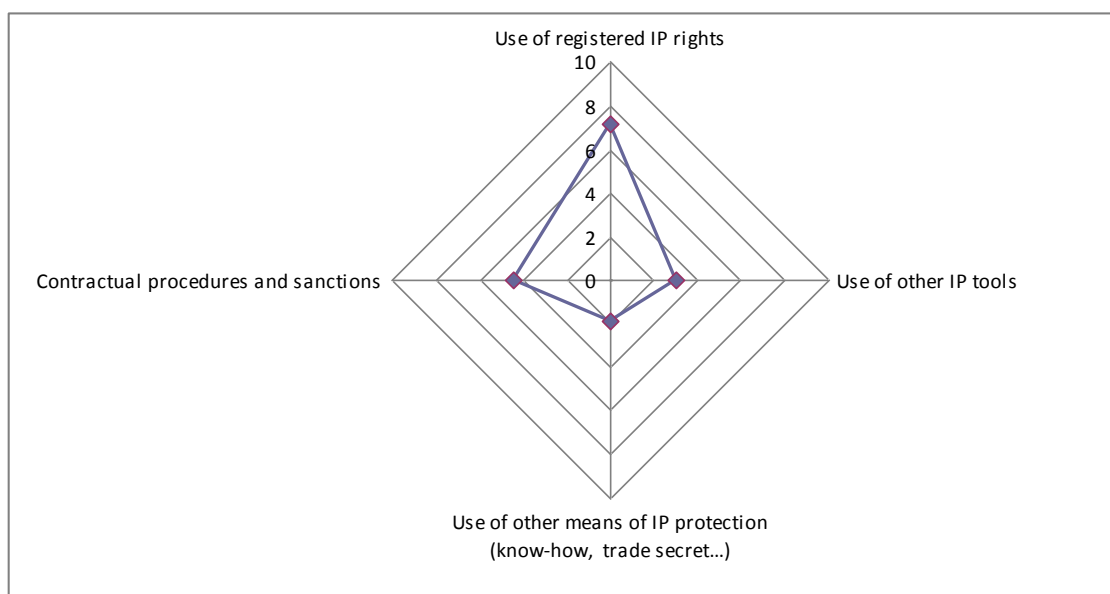 Use of registered IP rights
10
8
6
4
2
0
Contractual procedures and sanctions
Use of other IP tools
Use of other means of IP protection
(know-how, trade secret…)